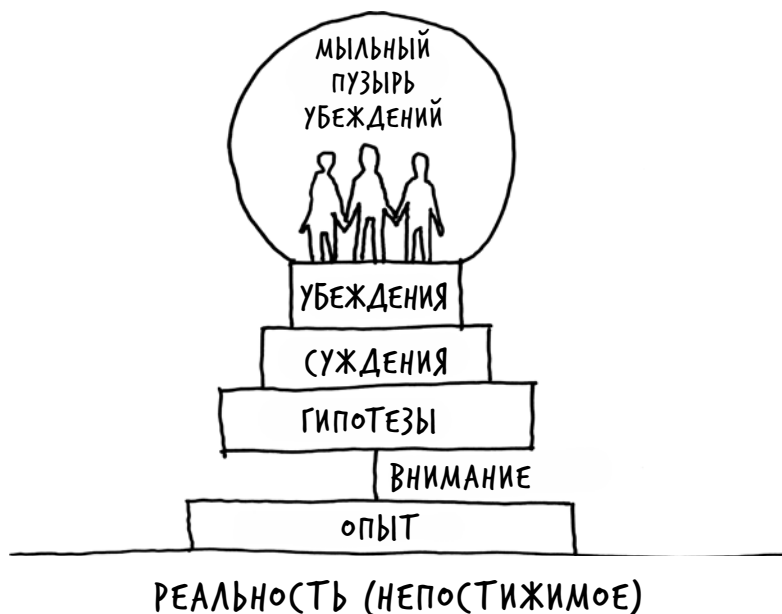 МЫЛЬНЫЙ
ПУЗЫРЬ
УБЕЖДЕНИЙ
УБЕЖДЕНИЯ
СУЖДЕНИЯ
ГИПОТЕЗЫ
ВНИМАНИЕ
ОПЫТ
РЕАЛЬНОСТЬ (НЕПОСТИЖИМОЕ)